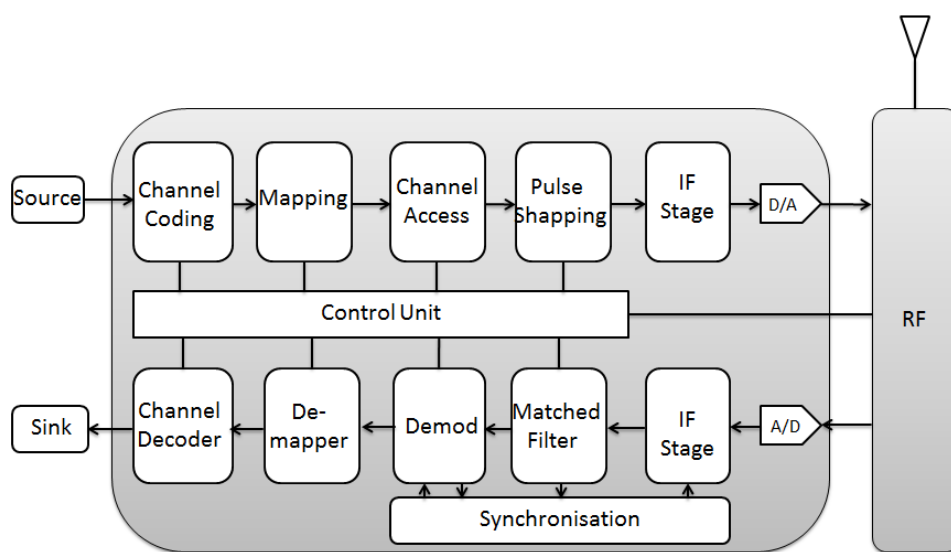 Source
Channel
Coding
Mapping
Channel
Access
Pulse
Shapping
IF
Stage
D/A
Control Unit
RF
Sink
Channel
Decoder
De-
mapper
Demod
Matched
Filter
IF
Stage
A/D
Synchronisation